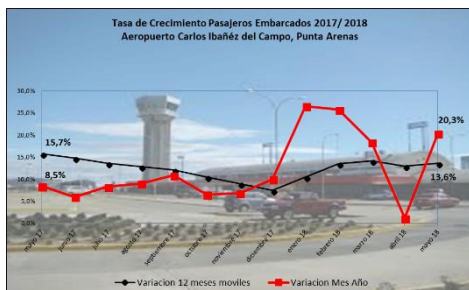 Tasa de Crecimiento Pasajeros Embarcados 2017/ 2018
Aeropuerto Carlos Ibañéz del Campo, Punta Arenas
30,0%
25,0%
20,0%
15,0%
10,0%
5,0%
0,0%
15,7%
8,5%
20,3%
13,6%
mayo 17
junio 17
julio 17
agosto 17
septiembre 17
octubre 17
noviembre 17
diciembre 17
enero 18
febrero 18
marzo 18
abril 18
mayo 18
Variacion 12 meses moviles
Variacion Mes Año